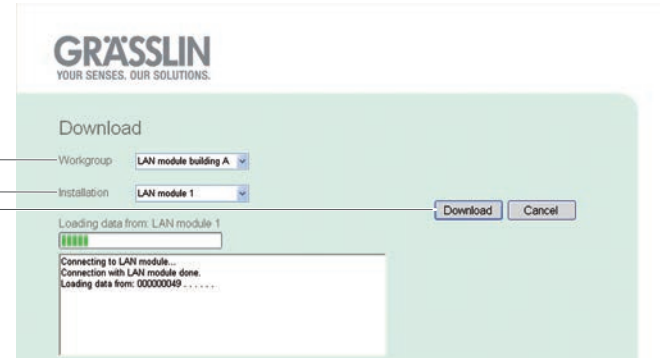 GRÄSSLIN
YOUR SENSES. OUR SOLUTIONS.
Download
Workgroup LAN module building A
Installation LAN module 1
Download Cancel
Loading data from: LAN module 1
Connecting to LAN module...
Connection with LAN module done.
Loading data from: 000000049 . . . . . .